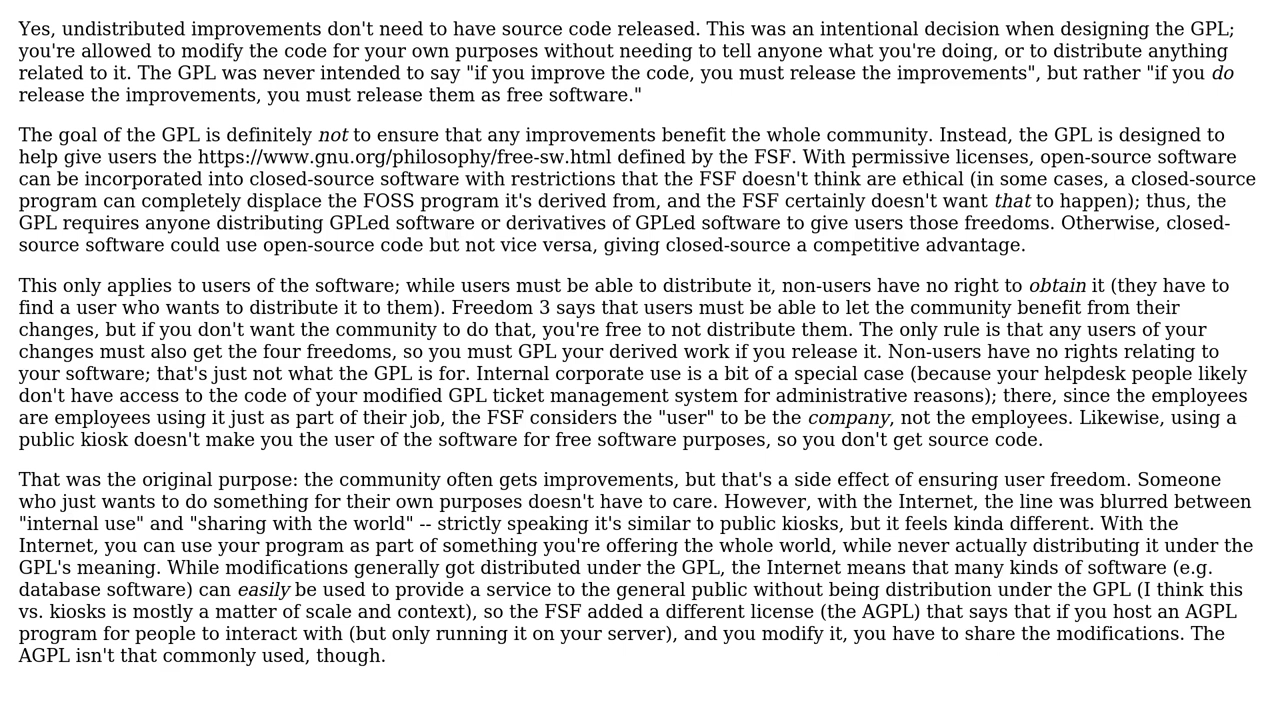 Yes, undistributed improvements don't need to have source code released. This was an intentional decision when designing the GPL;
you're allowed to modify the code for your own purposes without needing to tell anyone what you're doing, or to distribute anything
related to it. The GPL was never intended to say "if you improve the code, you must release the improvements", but rather "if you do
release the improvements, you must release them as free software."
The goal of the GPL is definitely not to ensure that any improvements benefit the whole community. Instead, the GPL is designed to
help give users the https://www.gnu.org/philosophy/free-sw.html defined by the FSF. With permissive licenses, open-source software
can be incorporated into closed-source software with restrictions that the FSF doesn't think are ethical (in some cases, a closed-source
program can completely displace the FOSS program it's derived from, and the FSF certainly doesn't want that to happen); thus, the
GPL requires anyone distributing GPLed software or derivatives of GPLed software to give users those freedoms. Otherwise, closed-
source software could use open-source code but not vice versa, giving closed-source a competitive advantage.
This only applies to users of the software; while users must be able to distribute it, non-users have no right to obtain it (they have to
find a user who wants to distribute it to them). Freedom 3 says that users must be able to let the community benefit from their
changes, but if you don't want the community to do that, you're free to not distribute them. The only rule is that any users of your
changes must also get the four freedoms, so you must GPL your derived work if you release it. Non-users have no rights relating to
your software; that's just not what the GPL is for. Internal corporate use is a bit of a special case (because your helpdesk people likely
don't have access to the code of your modified GPL ticket management system for administrative reasons); there, since the employees
are employees using it just as part of their job, the FSF considers the "user" to be the company, not the employees. Likewise, using a
public kiosk doesn't make you the user of the software for free software purposes, so you don't get source code.
That was the original purpose: the community often gets improvements, but that's a side effect of ensuring user freedom. Someone
who just wants to do something for their own purposes doesn't have to care. However, with the Internet, the line was blurred between
"internal use" and "sharing with the world" -- strictly speaking it's similar to public kiosks, but it feels kinda different. With the
Internet, you can use your program as part of something you're offering the whole world, while never actually distributing it under the
GPL's meaning. While modifications generally got distributed under the GPL, the Internet means that many kinds of software (e.g.
database software) can easily be used to provide a service to the general public without being distribution under the GPL (I think this
vs. kiosks is mostly a matter of scale and context), so the FSF added a different license (the AGPL) that says that if you host an AGPL
program for people to interact with (but only running it on your server), and you modify it, you have to share the modifications. The
AGPL isn't that commonly used, though.